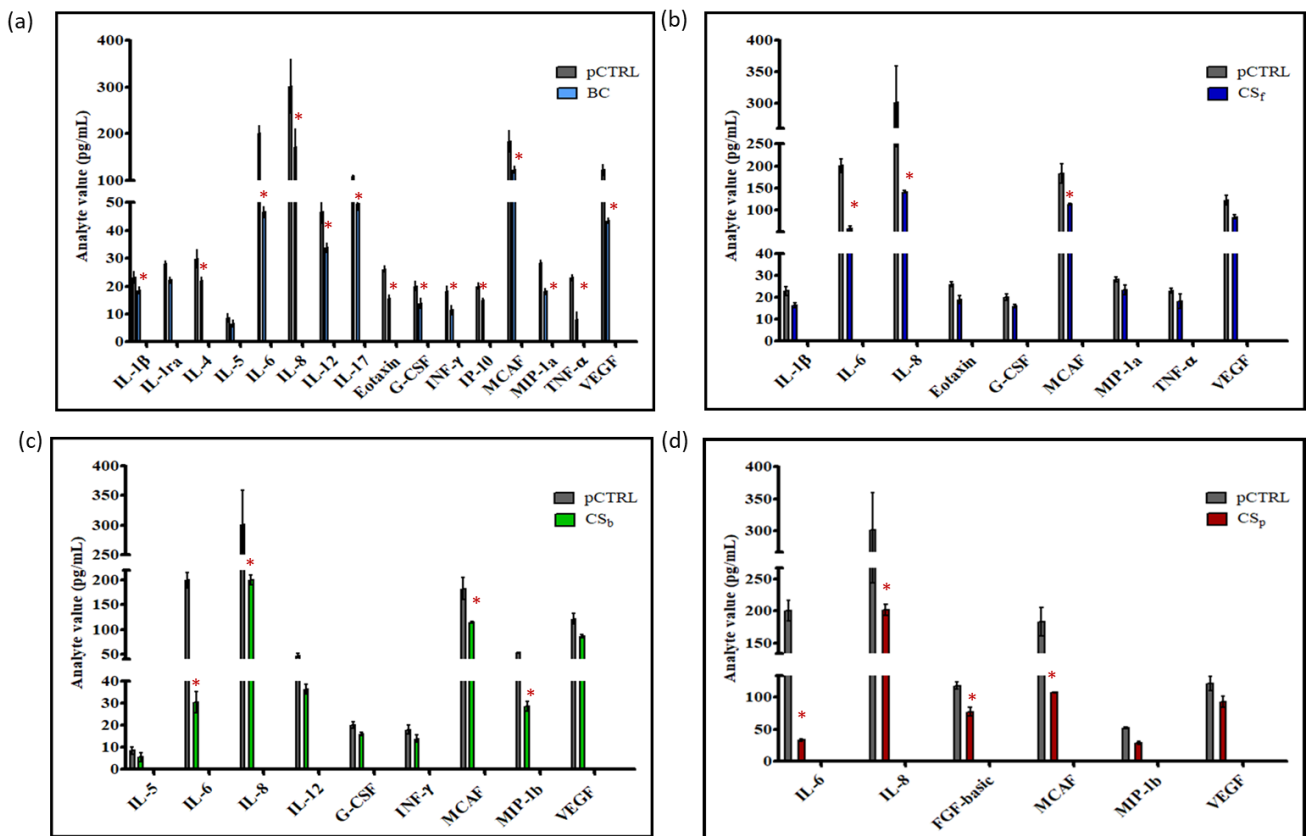 (a)
Analyte value (pg/mL)
400
300
200
100
50
40
30
20
10
0
pCTRL
BC
* * * * * * * * * * * * * *
IL-1β IL-1ra IL-4 IL-5 IL-6 IL-8 IL-12 IL-17 Eotaxin G-CSF INF-γ IP-10 MCAF MIP-1a TNF-α VEGF
(b)
Analyte value (pg/mL)
400
350
300
250
200
150
100
40
30
20
10
0
pCTRL
CSf
* * *
IL-1β IL-6 IL-8 Eotaxin G-CSF MCAF MIP-1a TNF-α VEGF
(c)
Analyte value (pg/mL)
400
350
300
250
200
150
100
50
40
30
20
10
0
pCTRL
CSb
* * * *
IL-5 IL-6 IL-8 IL-12 G-CSF INF-γ MCAF MIP-1b VEGF
(d)
Analyte value (pg/mL)
400
350
300
250
200
150
100
50
0
pCTRL
CSp
* * * *
IL-6 IL-8 FGF-basic MCAF MIP-1b VEGF